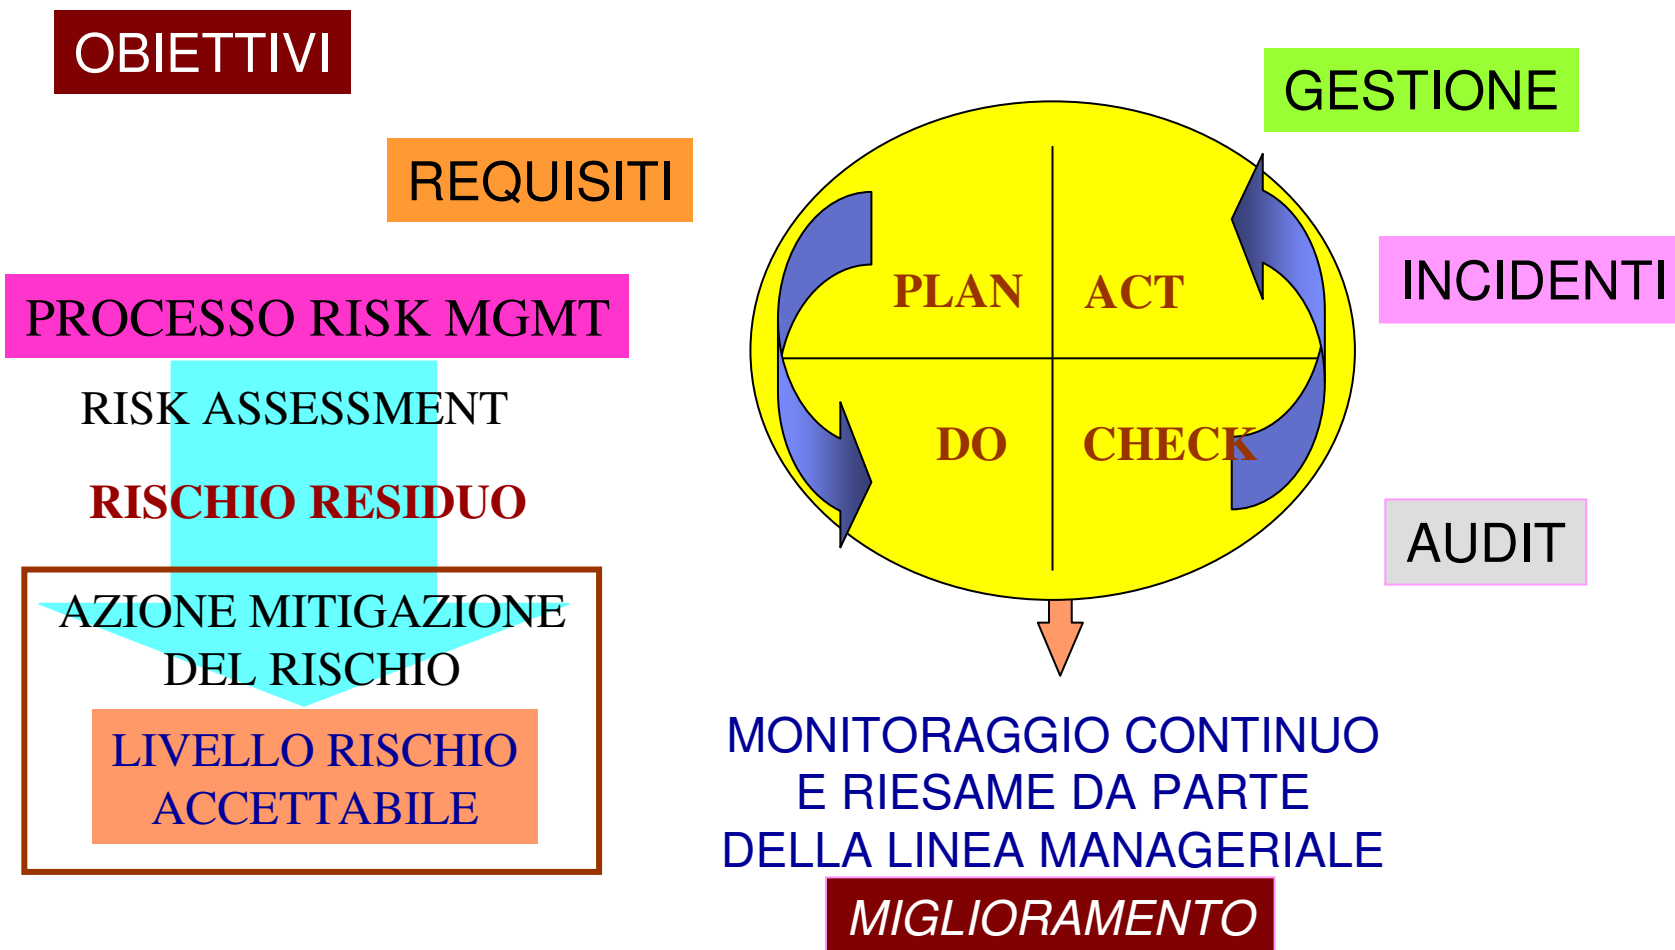 OBIETTIVI
REQUISITI
PROCESSO RISK MGMT
RISK ASSESSMENT
RISCHIO RESIDUO
AZIONE MITIGAZIONE
DEL RISCHIO
LIVELLO RISCHIO
ACCETTABILE
PLAN
ACT
DO
CHECK
GESTIONE
INCIDENTI
AUDIT
MONITORAGGIO CONTINUO
E RIESAME DA PARTE
DELLA LINEA MANAGERIALE
MIGLIORAMENTO